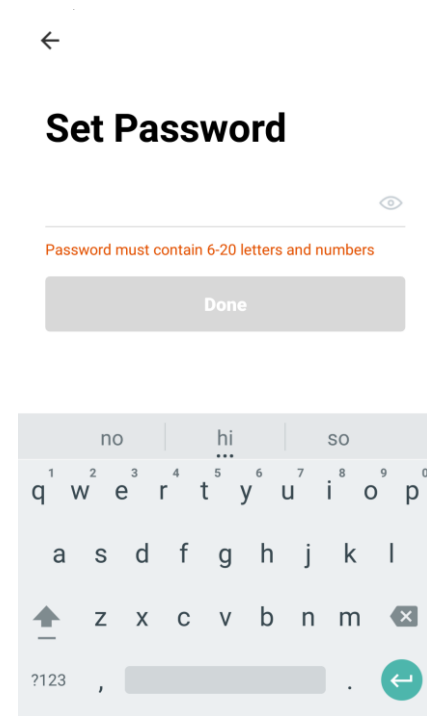 Set Password
Password must contain 6-20 letters and numbers
Done
no hi so
1 2 3 4 5 6 7 8 9 0
q w e r t y u i o p
a s d f g h j k l
z x c v b n m
?123 , .